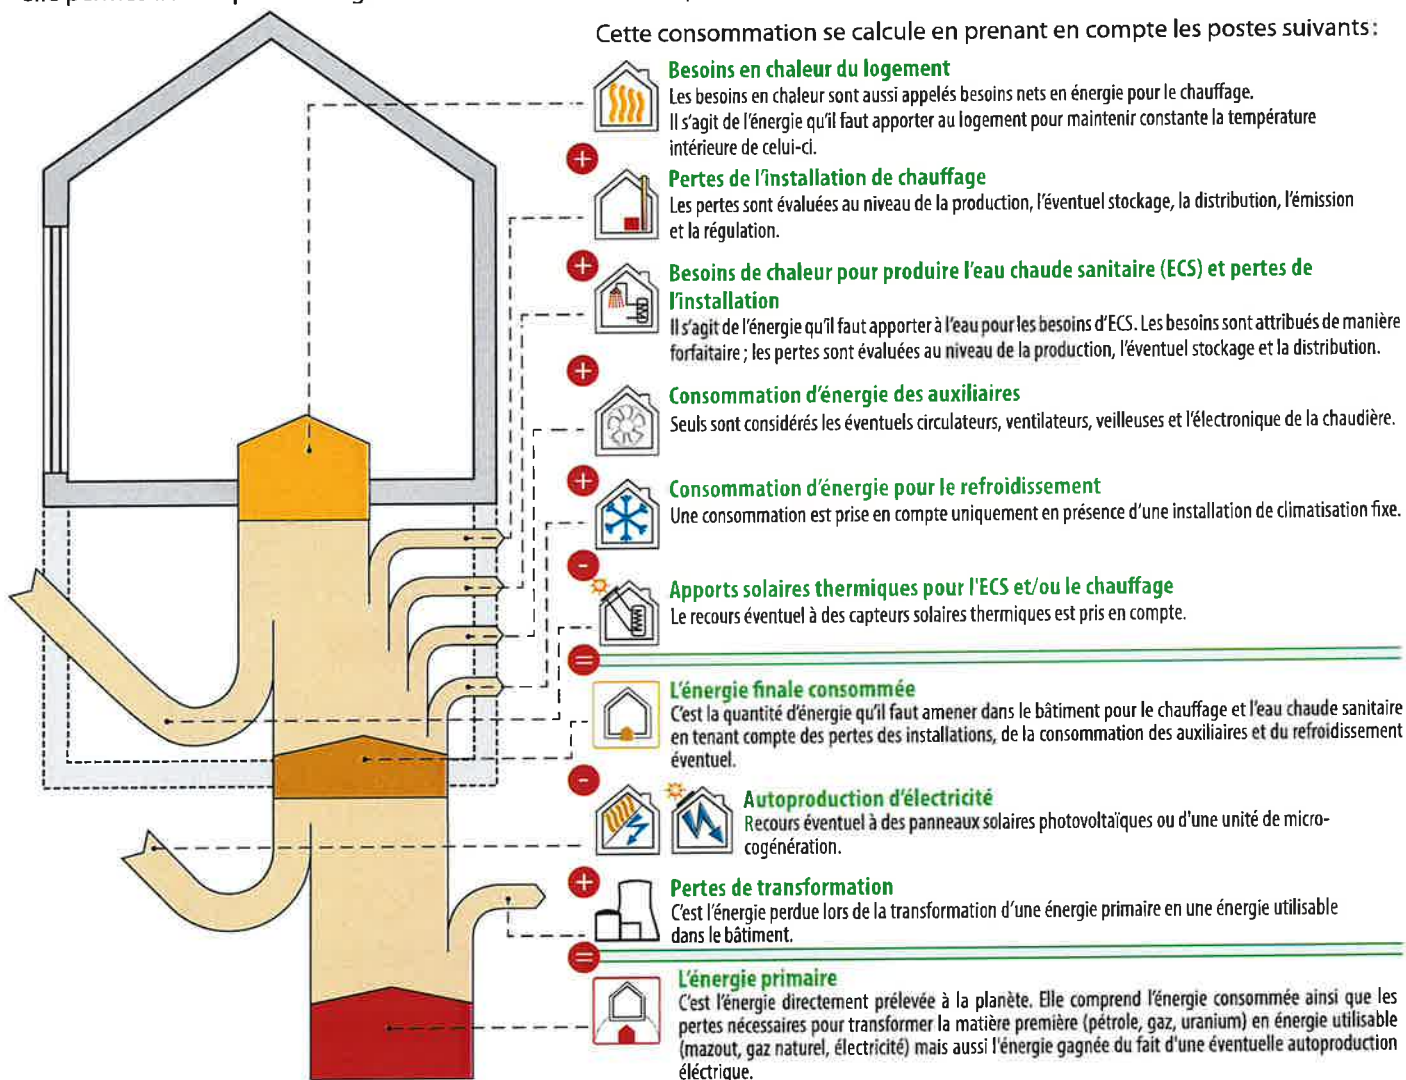 Cette consommation se calcule en prenant en compte les postes suivants:
Besoins en chaleur du logement
Les besoins en chaleur sont aussi appelés besoins nets en énergie pour le chauffage.
Il s'agit de l'énergie qu'il faut apporter au logement pour maintenir constante la température
intérieure de celui-ci.
+
Pertes de l'installation de chauffage
Les pertes sont évaluées au niveau de la production, l'éventuel stockage, la distribution, l'émission
et la régulation.
+
Besoins de chaleur pour produire l'eau chaude sanitaire (ECS) et pertes de
l'installation
Il s'agit de l'énergie qu'il faut apporter à l'eau pour les besoins d'ECS. Les besoins sont attribués de manière
forfaitaire ; les pertes sont évaluées au niveau de la production, l'éventuel stockage et la distribution.
+
Consommation d'énergie des auxiliaires
Seuls sont considérés les éventuels circulateurs, ventilateurs, veilleuses et l'électronique de la chaudière.
+
Consommation d'énergie pour le refroidissement
Une consommation est prise en compte uniquement en présence d'une installation de climatisation fixe.
-
Apports solaires thermiques pour l'ECS et/ou le chauffage
Le recours éventuel à des capteurs solaires thermiques est pris en compte.
=
L'énergie finale consommée
C'est la quantité d'énergie qu'il faut amener dans le bâtiment pour le chauffage et l'eau chaude sanitaire
en tenant compte des pertes des installations, de la consommation des auxiliaires et du refroidissement
éventuel.
-
Autoproduction d'électricité
Recours éventuel à des panneaux solaires photovoltaïques ou d'une unité de micro-
cogénération.
+
Pertes de transformation
C'est l'énergie perdue lors de la transformation d'une énergie primaire en une énergie utilisable
dans le bâtiment.
=
L'énergie primaire
C'est l'énergie directement prélevée à la planète. Elle comprend l'énergie consommée ainsi que les
pertes nécessaires pour transformer la matière première (pétrole, gaz, uranium) en énergie utilisable
(mazout, gaz naturel, électricité) mais aussi l'énergie gagnée du fait d'une éventuelle autoproduction
éléctrique.